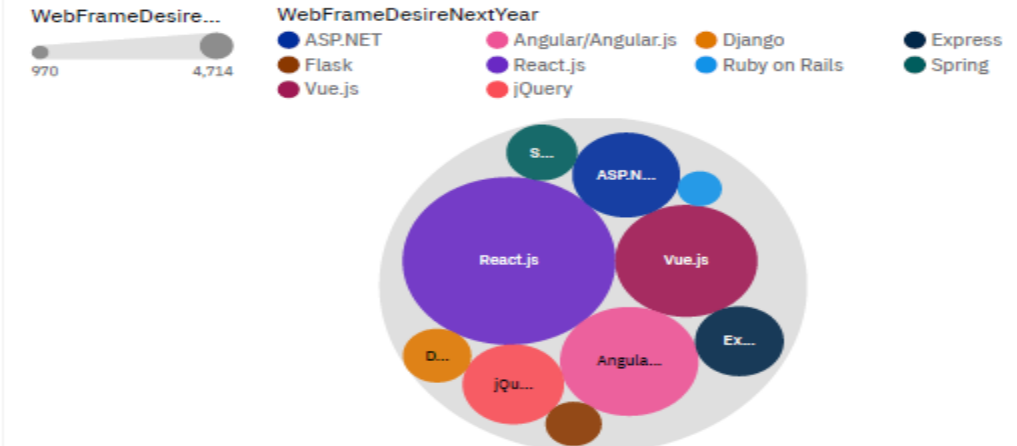 WebFrameDesire... WebFrameDesireNextYear
970 4,714
ASP.NET Angular/Angular.js Django Express
Flask React.js Ruby on Rails Spring
Vue.js jQuery
S...
ASP.N...
React.js Vue.js
Ex...
D... Angula...
jQu...